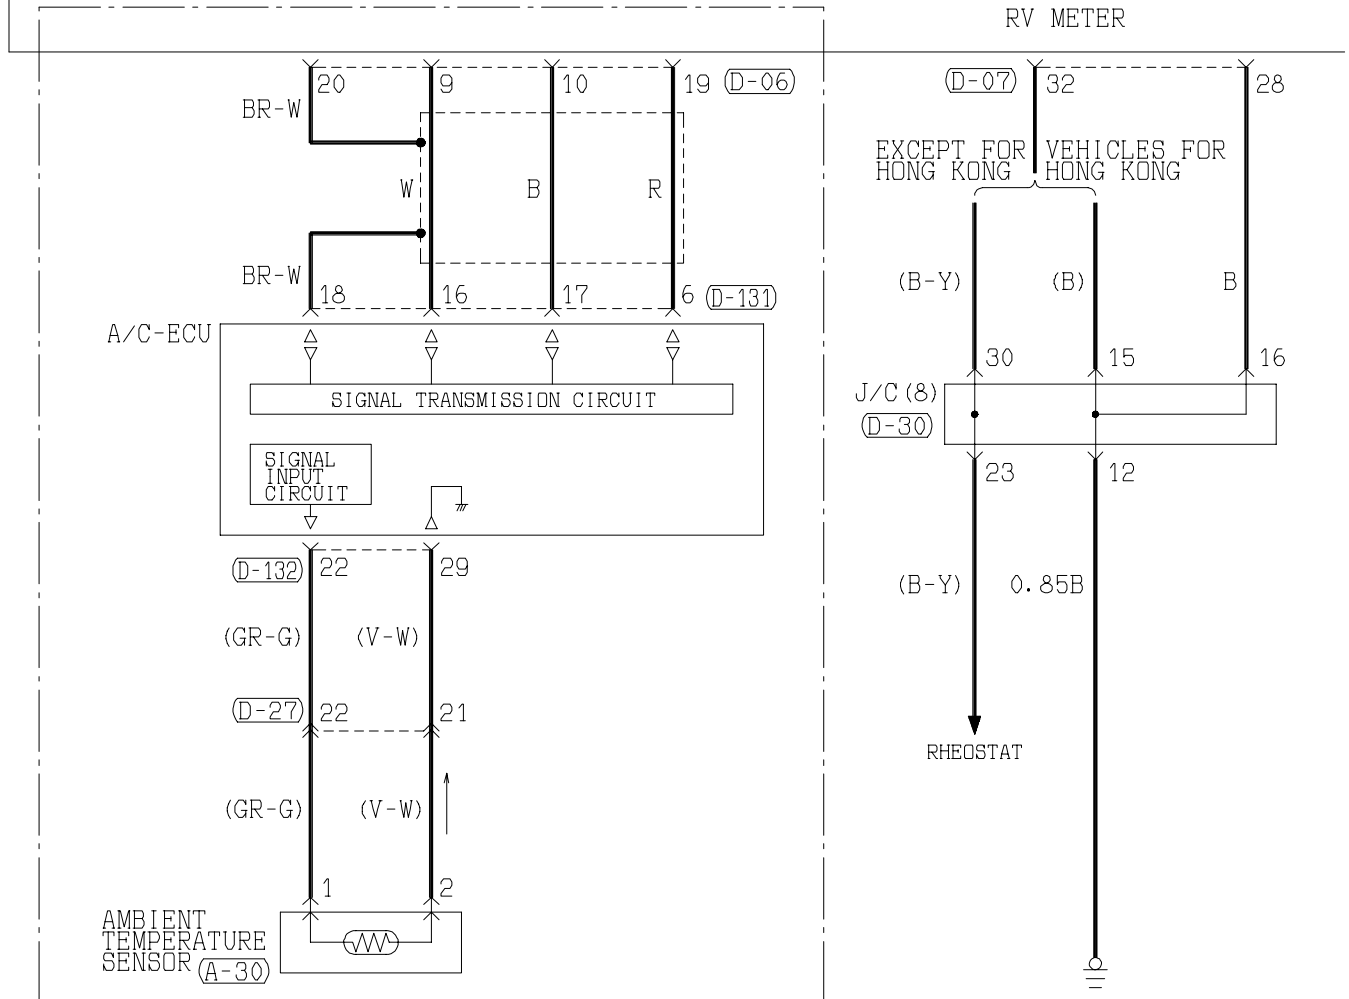 RV METER
20
9
10
19
D-06
D-07
32
28
BR-W
EXCEPT FOR
HONG KONG
VEHICLES FOR
HONG KONG
W
B
R
BR-W
(B-Y)
(B)
B
18
16
17
6
D-131
A/C-ECU
30
15
16
SIGNAL TRANSMISSION CIRCUIT
J/C(8)
D-30
SIGNAL
INPUT
CIRCUIT
23
12
D-132
22
29
(B-Y)
0.85B
(GR-G)
(V-W)
D-27
22
21
RHEOSTAT
(GR-G)
(V-W)
1
2
AMBIENT
TEMPERATURE
SENSOR
A-30